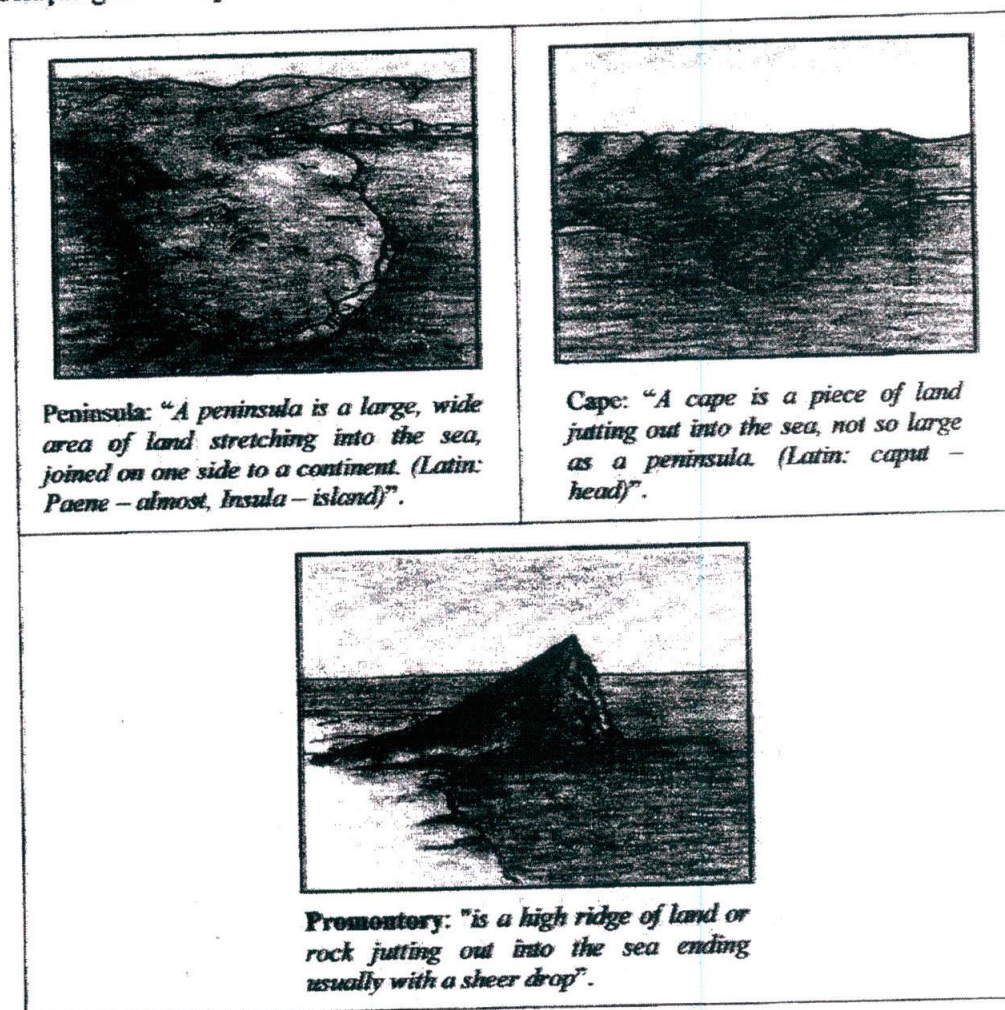 Peninsula: “A peninsula is a large, wide
area of land stretching into the sea,
joined on one side to a continent. (Latin:
Paene – almost, Insula – island)”.
Cape: “A cape is a piece of land
jutting out into the sea, not so large
as a peninsula. (Latin: caput –
head)”.
Promontory: "is a high ridge of land or
rock jutting out into the sea ending
usually with a sheer drop”.